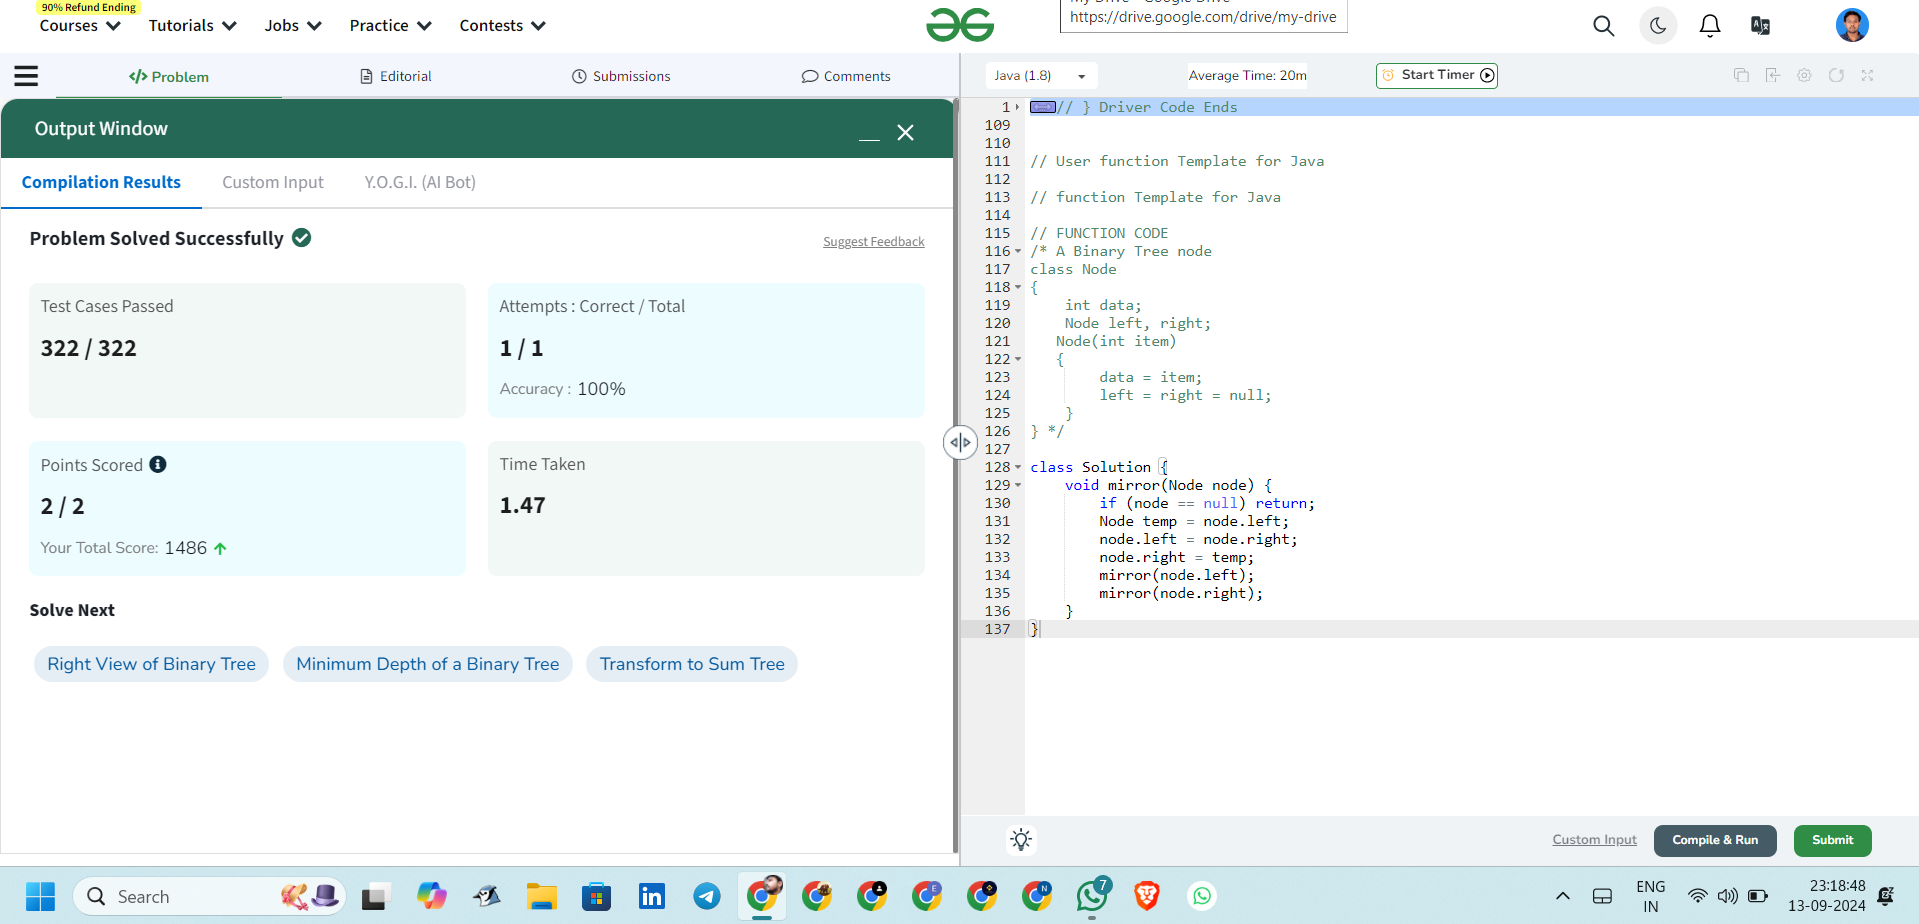 90% Refund Ending
Courses Tutorials Jobs Practice Contests
https://drive.google.com/drive/my-drive
</> Problem Editorial Submissions Comments
Java (1.8) Average Time: 20m Start Timer
Output Window
Compilation Results Custom Input Y.O.G.I. (AI Bot)
Problem Solved Successfully
Suggest Feedback
Test Cases Passed
322 / 322
Attempts : Correct / Total
1 / 1
Accuracy : 100%
Points Scored
2 / 2
Your Total Score: 1486
Time Taken
1.47
Solve Next
Right View of Binary Tree Minimum Depth of a Binary Tree Transform to Sum Tree
1 // } Driver Code Ends
109
110
111 // User function Template for Java
112
113 // function Template for Java
114
115 // FUNCTION CODE
116 /* A Binary Tree node
117 class Node
118 {
119 int data;
120 Node left, right;
121 Node(int item)
122 {
123 data = item;
124 left = right = null;
125 }
126 } */
127
128 class Solution {
129 void mirror(Node node) {
130 if (node == null) return;
131 Node temp = node.left;
132 node.left = node.right;
133 node.right = temp;
134 mirror(node.left);
135 mirror(node.right);
136 }
137 }
Custom Input Compile & Run Submit
Search
7
ENG
IN
23:18:48
13-09-2024